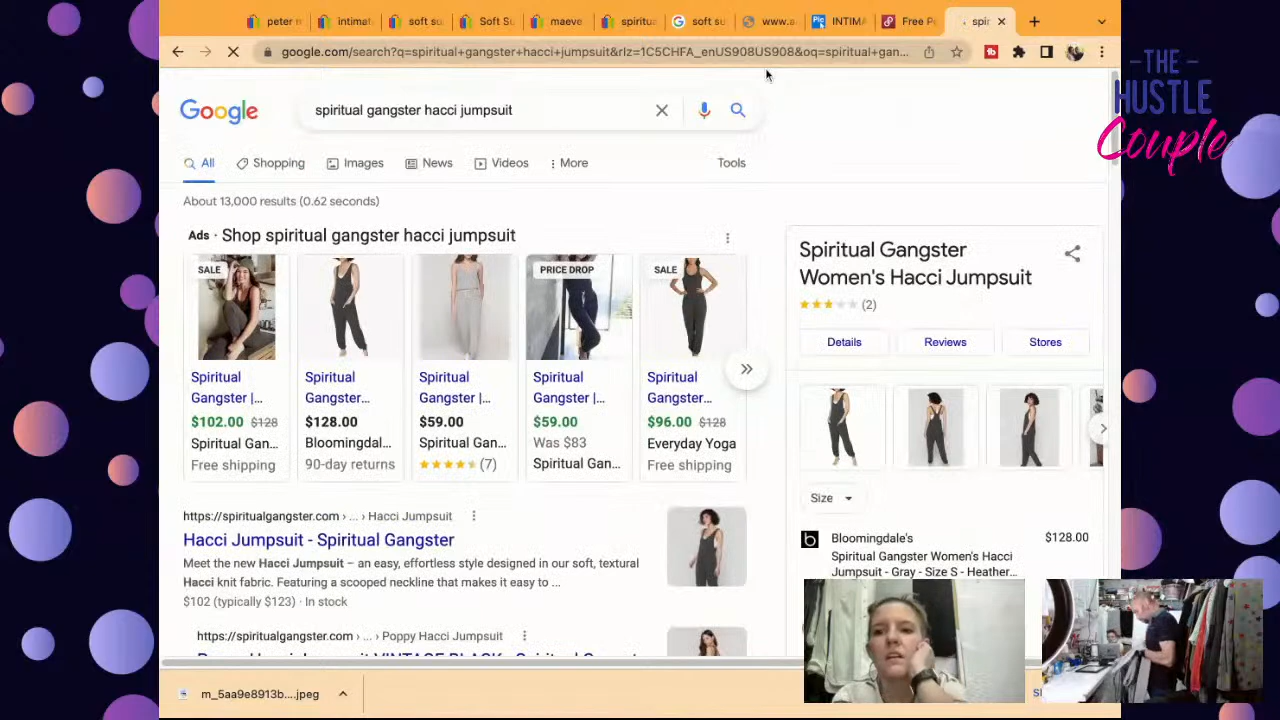 peter m
intimat
soft su
Soft Su
maeve
spiritua
soft su
www.a
INTIMA
Free P
spir
google.com/search?q=spiritual+gangster+hacci+jumpsuit&rlz=1C5CHFA_enUS908US908&oq=spiritual+gan...
THE
HUSTLE
Couple
Google
spiritual gangster hacci jumpsuit
All
Shopping
Images
News
Videos
More
Tools
About 13,000 results (0.62 seconds)
Ads · Shop spiritual gangster hacci jumpsuit
SALE
PRICE DROP
SALE
Spiritual Gangster |...
$102.00 $128
Spiritual Gan...
Free shipping
Spiritual Gangster...
$128.00
Bloomingdal...
90-day returns
Spiritual Gangster |...
$59.00
Spiritual Gan...
(7)
Spiritual Gangster |...
$59.00
Was $83
Spiritual Gan...
Spiritual Gangster...
$96.00 $128
Everyday Yoga
Free shipping
https://spiritualgangster.com › ... › Hacci Jumpsuit
Hacci Jumpsuit - Spiritual Gangster
Meet the new Hacci Jumpsuit – an easy, effortless style designed in our soft, textural
Hacci knit fabric. Featuring a scooped neckline that makes it easy to ...
$102 (typically $123) · In stock
https://spiritualgangster.com › ... › Poppy Hacci Jumpsuit
Spiritual Gangster
Women's Hacci Jumpsuit
(2)
Details
Reviews
Stores
Size
b
Bloomingdale's
$128.00
Spiritual Gangster Women's Hacci
Jumpsuit - Gray - Size S - Heather...
m_5aa9e8913b....jpeg